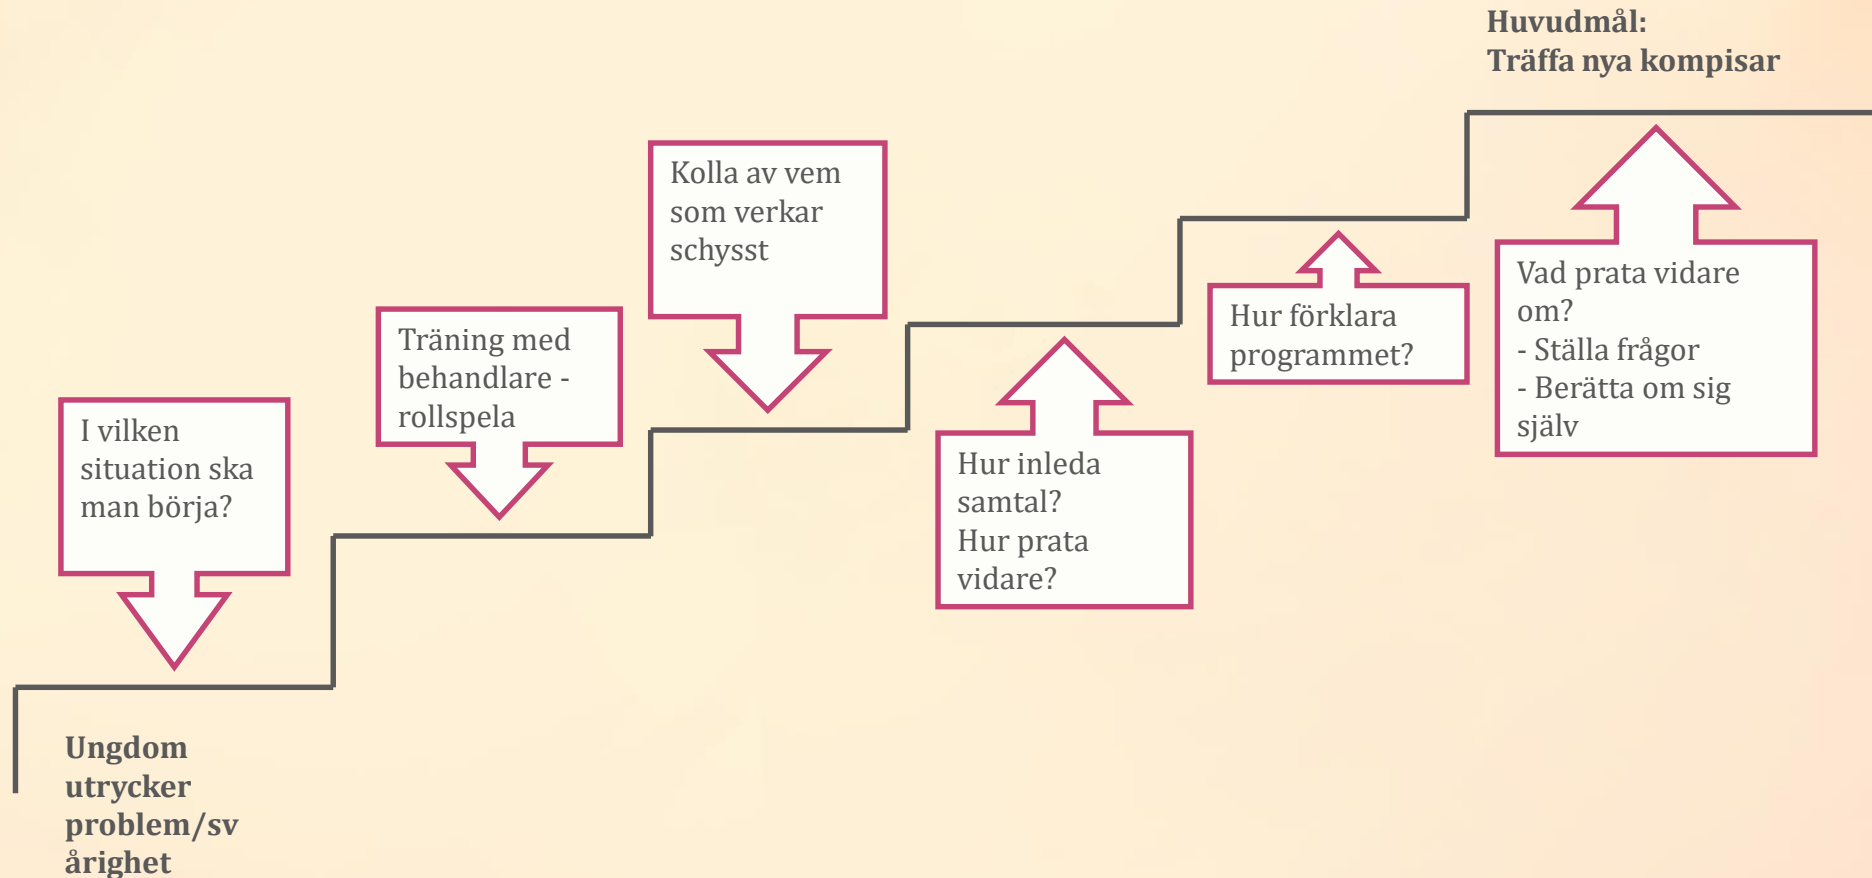 Huvudmål:
Träffa nya kompisar
Kolla av vem
som verkar
schysst
Träning med
behandlare -
rollspela
I vilken
situation ska
man börja?
Hur inleda
samtal?
Hur prata
vidare?
Hur förklara
programmet?
Vad prata vidare
om?
- Ställa frågor
- Berätta om sig
själv
Ungdom
utrycker
problem/sv
årighet